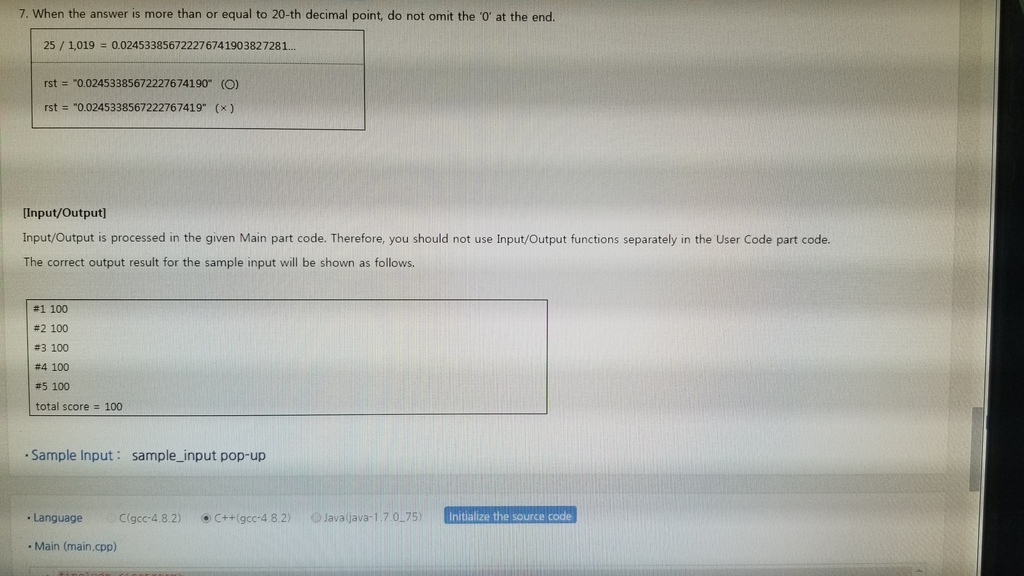 7. When the answer is more than or equal to 20-th decimal point, do not omit the '0' at the end.
25 / 1,019 = 0.024533856722276741903827281...
rst = "0.02453385672227674190" (○)
rst = "0.0245338567222767419" (×)
[Input/Output]
Input/Output is processed in the given Main part code. Therefore, you should not use Input/Output functions separately in the User Code part code.
The correct output result for the sample input will be shown as follows.
#1 100
#2 100
#3 100
#4 100
#5 100
total score = 100
• Sample Input : sample_input pop-up
• Language C(gcc-4.8.2) C++(gcc-4.8.2) Java(java-1.7.0_75) Initialize the source code
• Main (main.cpp)